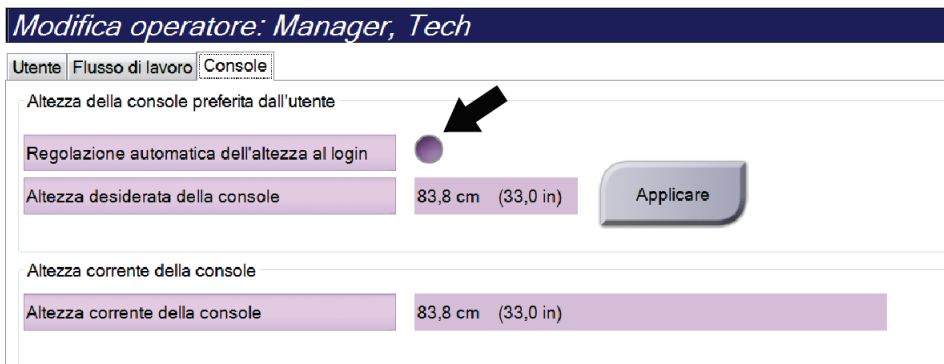 Modifica operatore: Manager, Tech
Utente Flusso di lavoro Console
Altezza della console preferita dall'utente
Regolazione automatica dell'altezza al login
Altezza desiderata della console 83,8 cm (33,0 in) Applicare
Altezza corrente della console
Altezza corrente della console 83,8 cm (33,0 in)